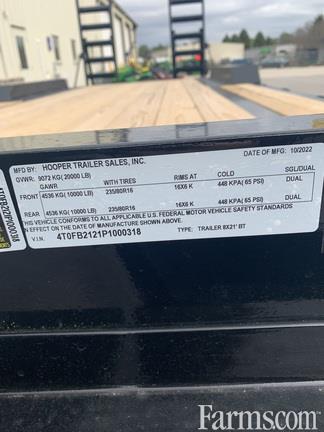 MFD. BY: HOOPER TRAILER SALES, INC. DATE OF MFG: 10/2022
GVWR: 9072 KG(20000 LB)
GAWR WITH TIRES RIMS AT COLD SGL/DUAL
FRONT: 4536 KG(10000 LB) 235/80R16 16X6 K 448 KPA( 65 PSI) DUAL
REAR: 4536 KG(10000 LB) 235/80R16 16X6 K 448 KPA( 65 PSI) DUAL
THIS VEHICLE CONFORMS TO ALL APPLICABLE U.S. FEDERAL MOTOR VEHICLE SAFETY STANDARDS
IN EFFECT ON THE DATE OF MANUFACTURE SHOWN ABOVE.
V.I.N. 4T0FB2121P1000318 TYPE: TRAILER 8X21' BT
4T0FB2121P1000318
Farms.com